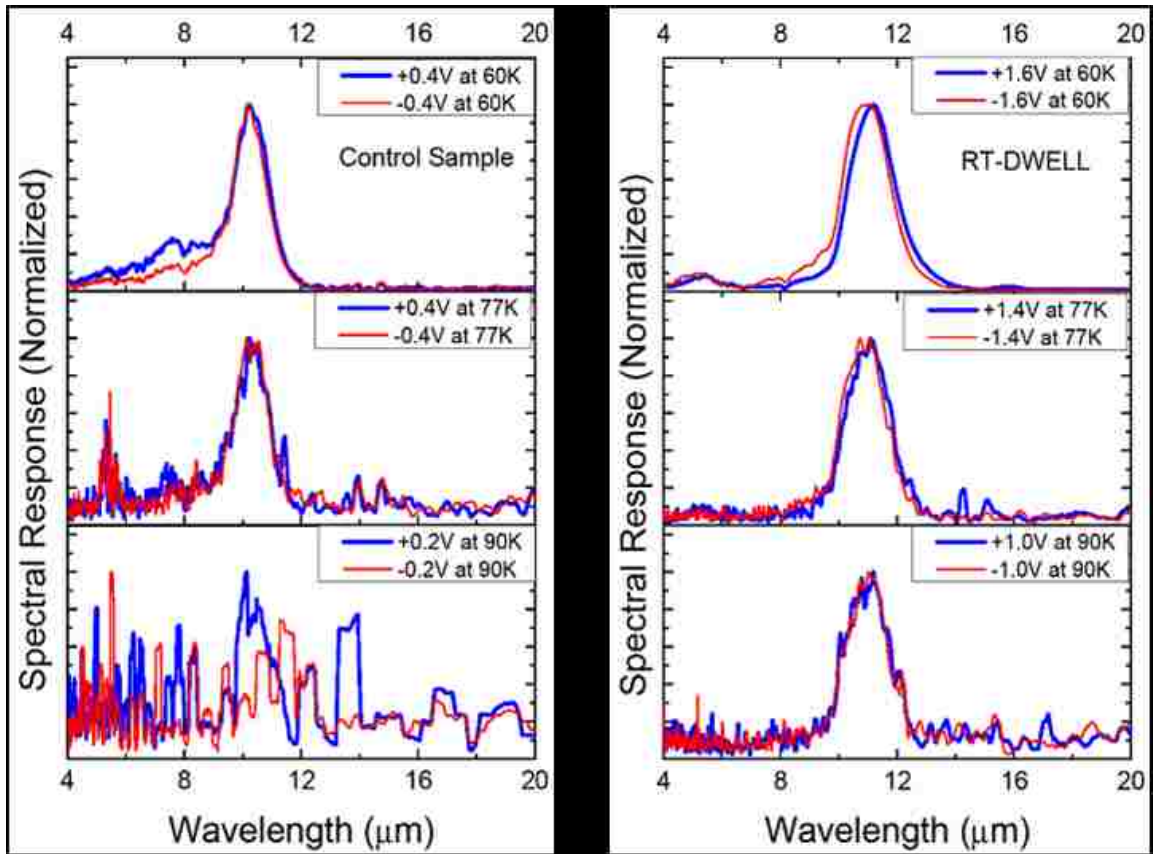 4 8 12 16 20
+0.4V at 60K
-0.4V at 60K
Control Sample
+0.4V at 77K
-0.4V at 77K
+0.2V at 90K
-0.2V at 90K
Spectral Response (Normalized)
4 8 12 16 20
Wavelength (μm)
4 8 12 16 20
+1.6V at 60K
-1.6V at 60K
RT-DWELL
+1.4V at 77K
-1.4V at 77K
+1.0V at 90K
-1.0V at 90K
Spectral Response (Normalized)
4 8 12 16 20
Wavelength (μm)